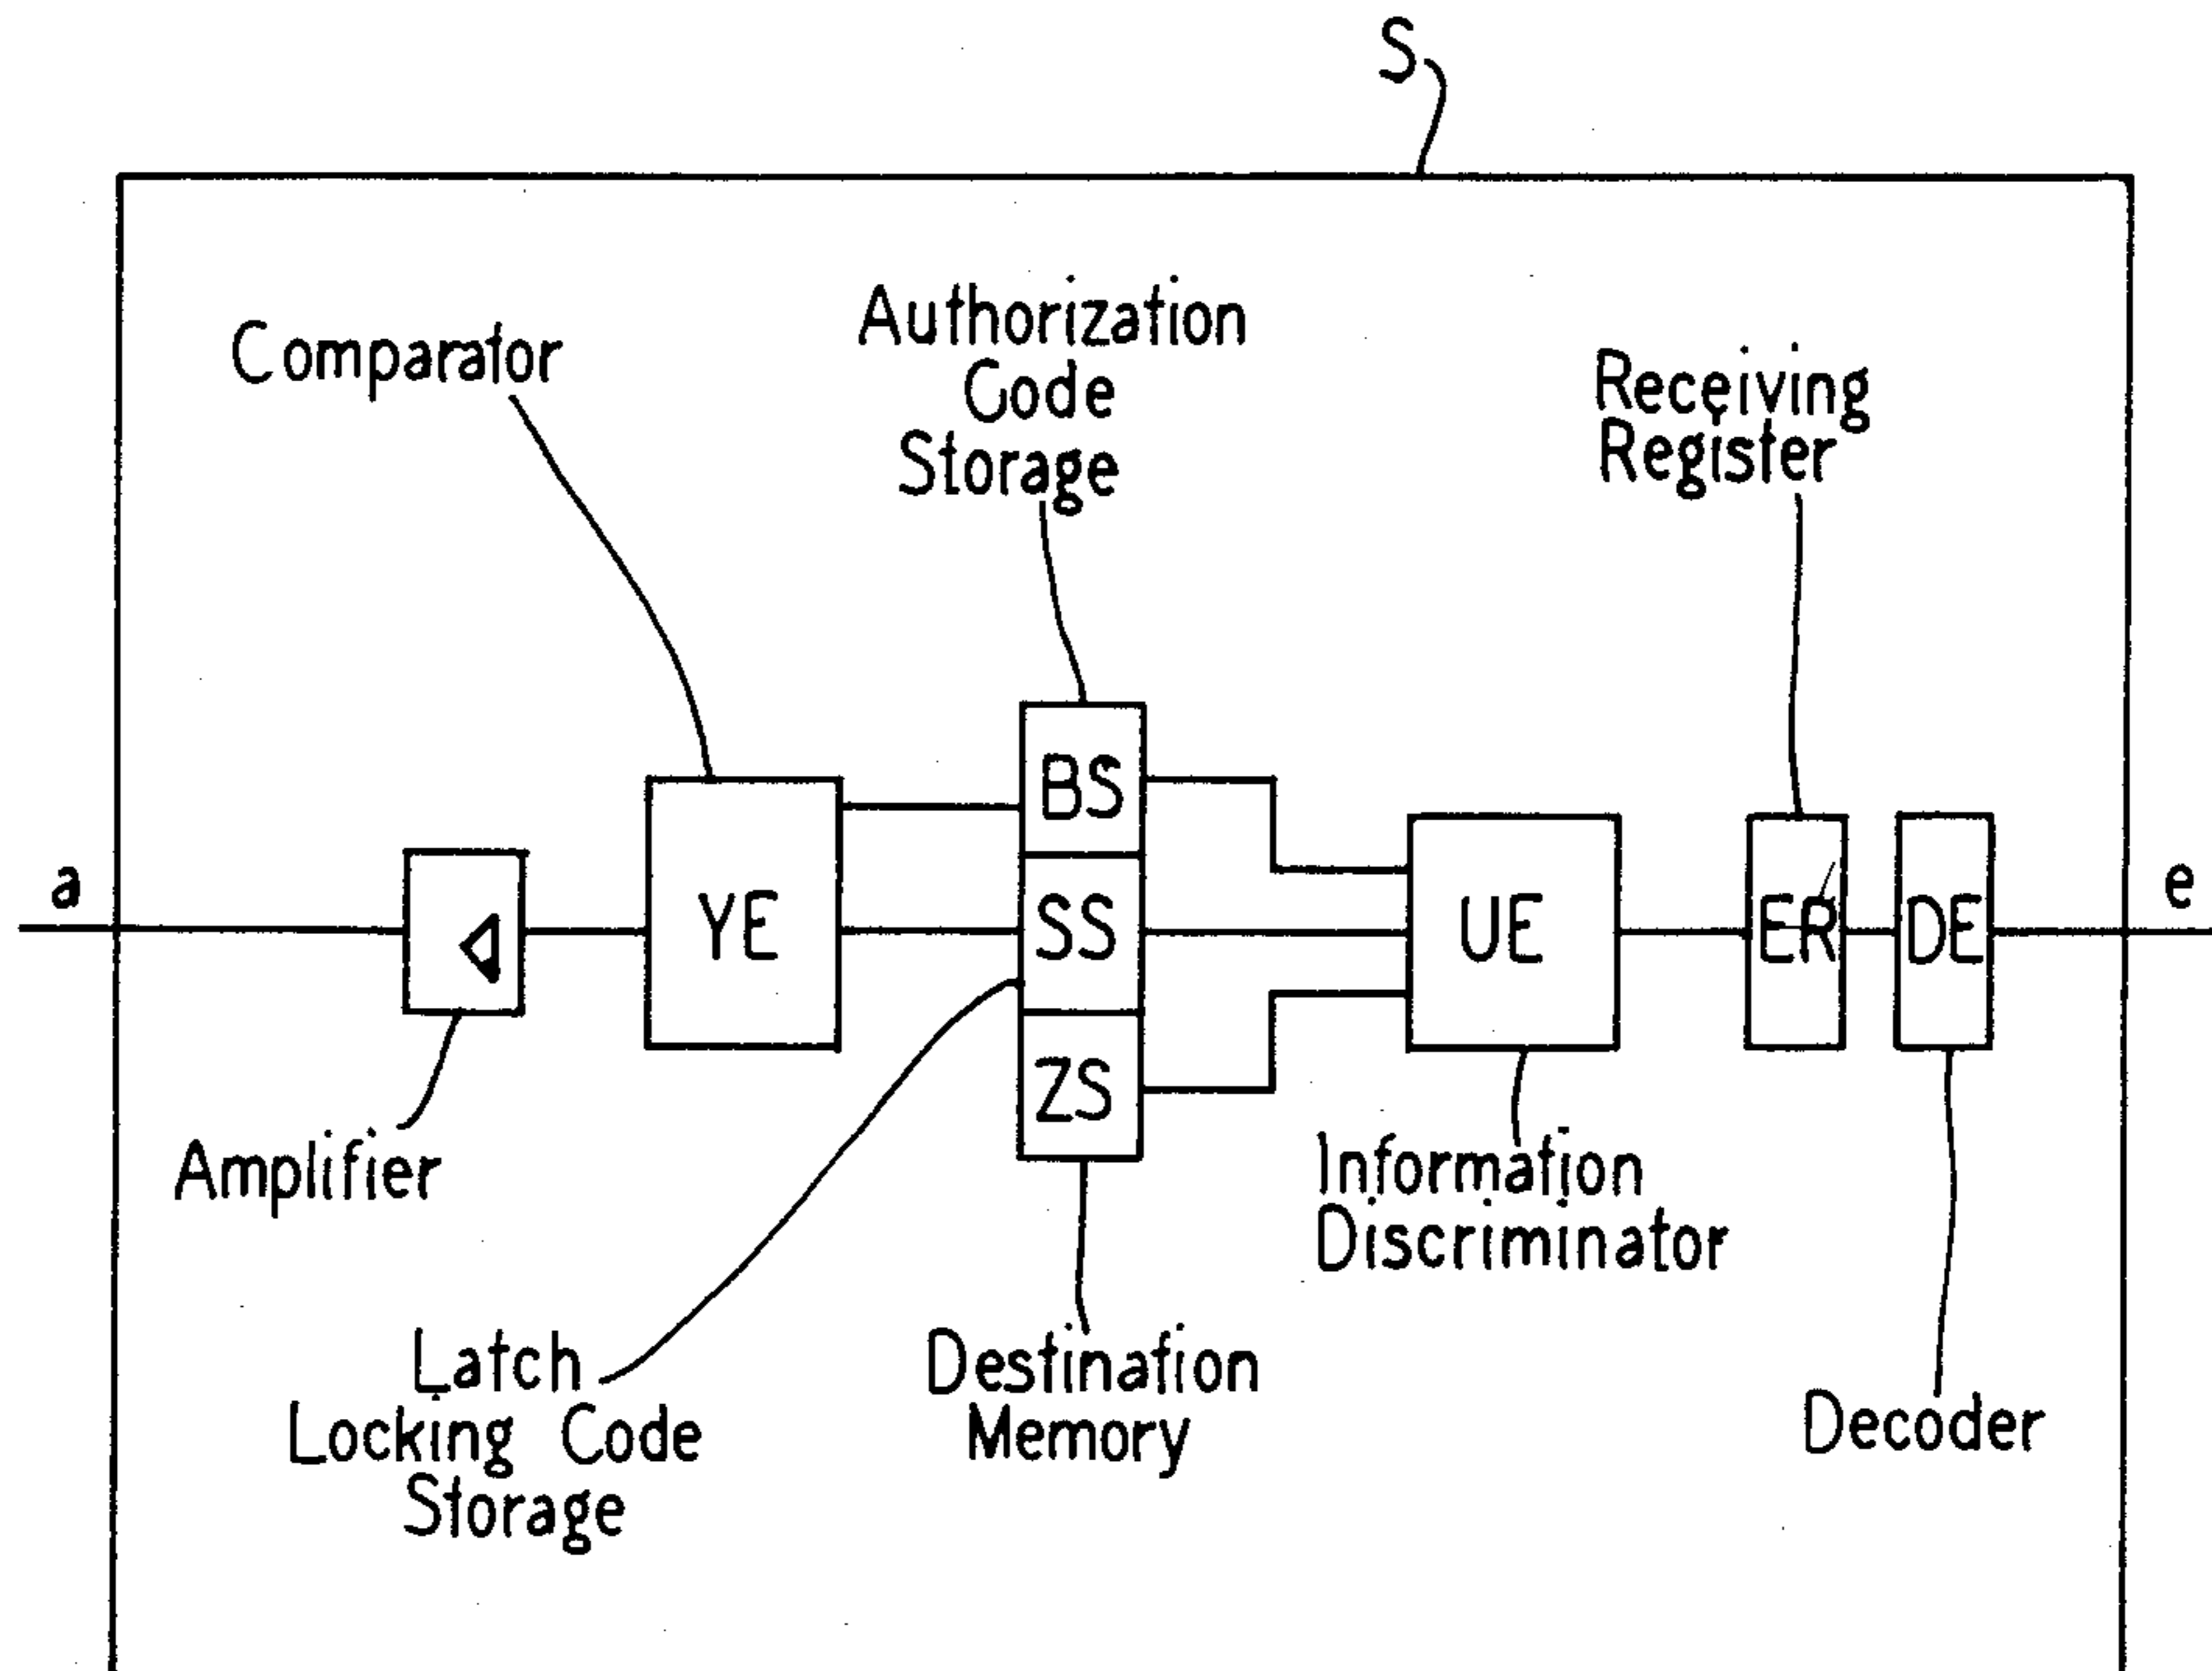 S
Authorization
Code
Storage
Comparator
Receiving
Register
BS
a
YE
SS
UE
ER
DE
e
ZS
Amplifier
Information
Discriminator
Latch
Locking Code
Storage
Destination
Memory
Decoder